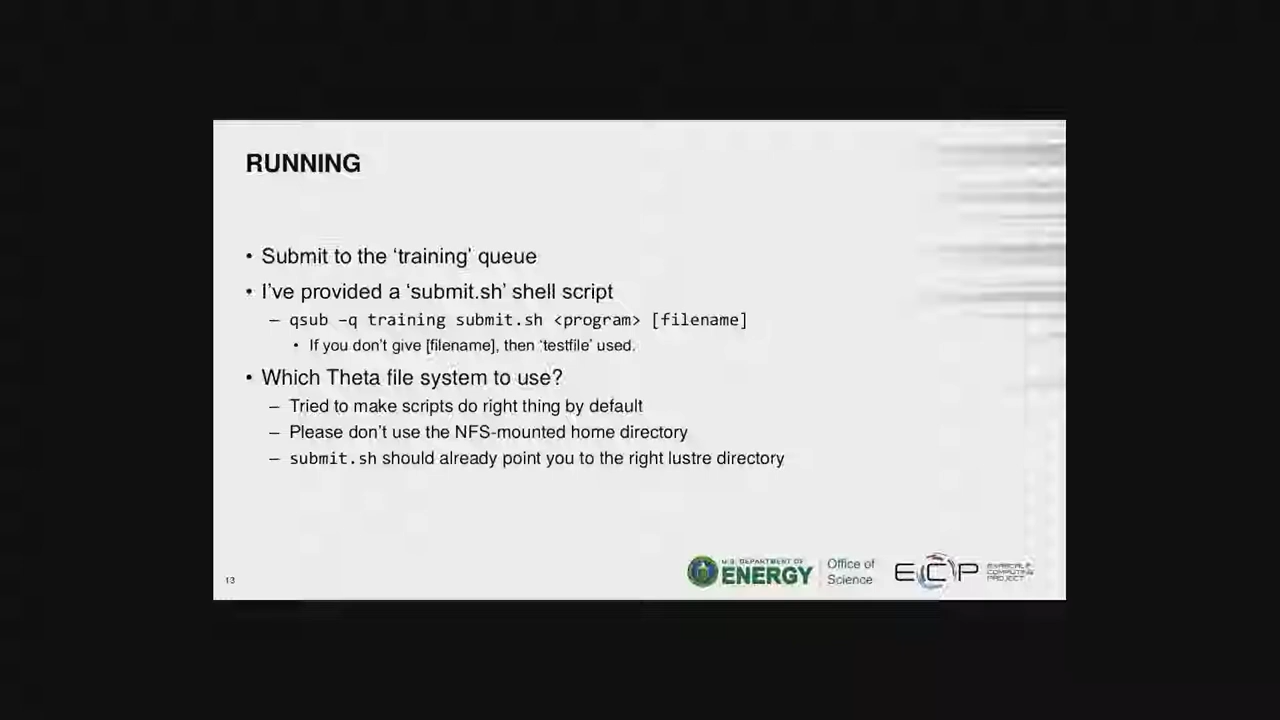 RUNNING
• Submit to the ‘training’ queue
• I’ve provided a ‘submit.sh’ shell script
– qsub –q training submit.sh <program> [filename]
• If you don’t give [filename], then ‘testfile’ used.
• Which Theta file system to use?
– Tried to make scripts do right thing by default
– Please don’t use the NFS-mounted home directory
– submit.sh should already point you to the right lustre directory
13
U.S. DEPARTMENT OF
ENERGY
Office of
Science
ECP
EXASCALE
COMPUTING
PROJECT